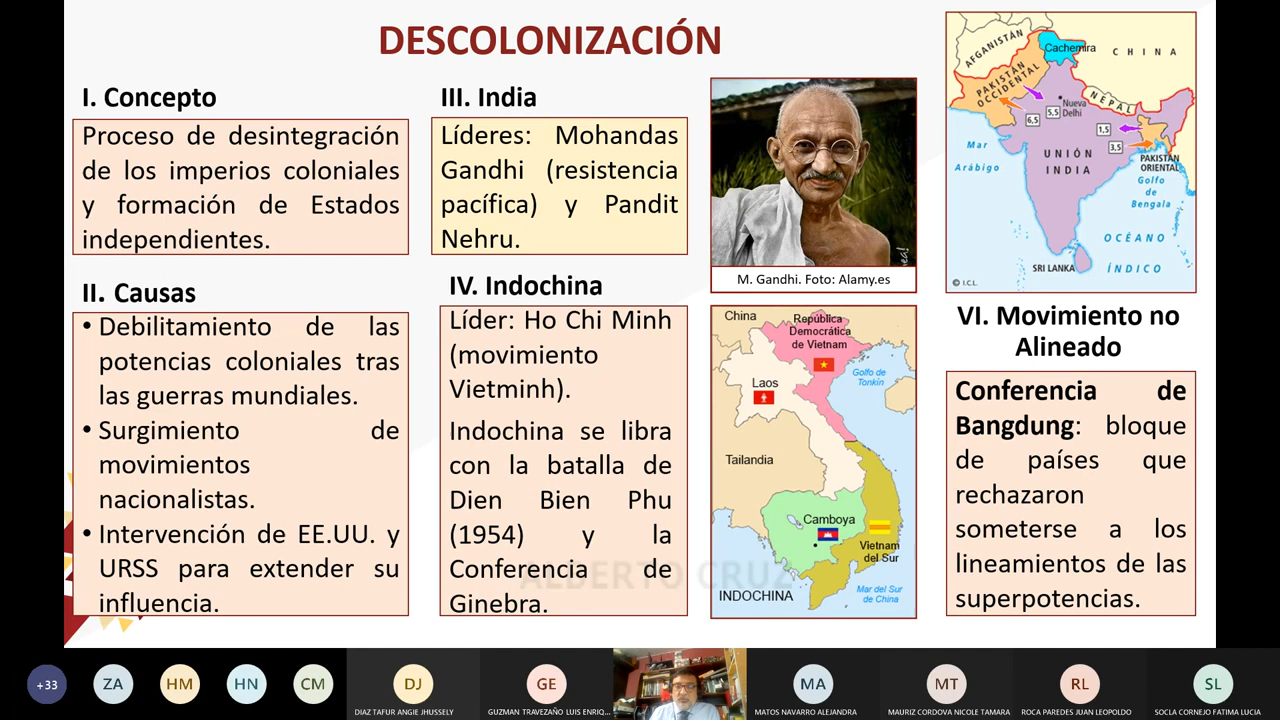 DESCOLONIZACIÓN
I. Concepto
Proceso de desintegración
de los imperios coloniales
y formación de Estados
independientes.
II. Causas
• Debilitamiento de las
potencias coloniales tras
las guerras mundiales.
• Surgimiento de
movimientos
nacionalistas.
• Intervención de EE.UU. y
URSS para extender su
influencia.
III. India
Líderes: Mohandas
Gandhi (resistencia
pacífica) y Pandit
Nehru.
IV. Indochina
Líder: Ho Chi Minh
(movimiento
Vietminh).
Indochina se libra
con la batalla de
Dien Bien Phu
(1954) y la
Conferencia de
Ginebra.
M. Gandhi. Foto: Alamy.es
China
República
Democrática
de Vietnam
Golfo de
Tonkín
Laos
Tailandia
Camboya
Vietnam
del Sur
INDOCHINA
Mar del Sur
de China
AFGANISTÁN
Cachemira
CHINA
PAKISTÁN
OCCIDENTAL
NEPAL
Nueva
Delhi
6,5
5,5
1,5
3,5
Mar
Arábigo
UNIÓN
INDIA
PAKISTÁN
ORIENTAL
Golfo
de
Bengala
OCÉANO
ÍNDICO
SRI LANKA
© I.C.L.
VI. Movimiento no
Alineado
Conferencia de
Bangdung: bloque
de países que
rechazaron
someterse a los
lineamientos de las
superpotencias.
ALBERTO CRUZ
+33
ZA
HM
HN
CM
DJ
DIAZ TAFUR ANGIE JHUSSELY
GE
GUZMAN TRAVEZAÑO LUIS ENRIQ...
MA
MATOS NAVARRO ALEJANDRA
MT
MAURIZ CORDOVA NICOLE TAMARA
RL
ROCA PAREDES JUAN LEOPOLDO
SL
SOCLA CORNEJO FATIMA LUCIA